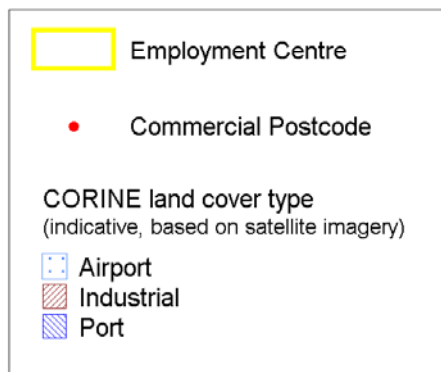 Employment Centre
Commercial Postcode
CORINE land cover type
(indicative, based on satellite imagery)
Airport
Industrial
Port